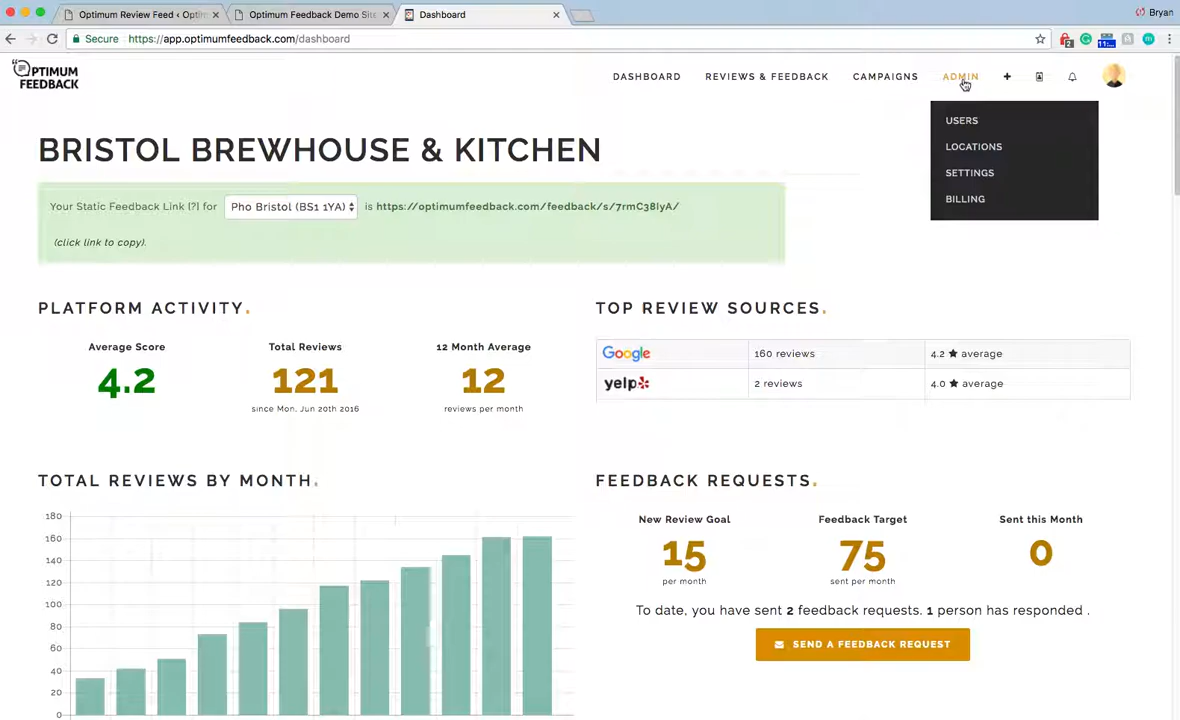 Optimum Review Feed ‹ Optim
Optimum Feedback Demo Site
Dashboard
Bryan
Secure
https://app.optimumfeedback.com/dashboard
2
11:
OPTIMUM
FEEDBACK
DASHBOARD
REVIEWS & FEEDBACK
CAMPAIGNS
ADMIN
USERS
LOCATIONS
SETTINGS
BILLING
BRISTOL BREWHOUSE & KITCHEN
Your Static Feedback Link [?] for Pho Bristol (BS1 1YA) is https://optimumfeedback.com/feedback/s/7rmC38IyA/
(click link to copy).
PLATFORM ACTIVITY.
Average Score
4.2
Total Reviews
121
since Mon, Jun 20th 2016
12 Month Average
12
reviews per month
TOP REVIEW SOURCES.
Google 160 reviews 4.2 ★ average
yelp 2 reviews 4.0 ★ average
TOTAL REVIEWS BY MONTH.
180
160
140
120
100
80
60
40
20
0
FEEDBACK REQUESTS.
New Review Goal
15
per month
Feedback Target
75
sent per month
Sent this Month
0
To date, you have sent 2 feedback requests. 1 person has responded .
SEND A FEEDBACK REQUEST